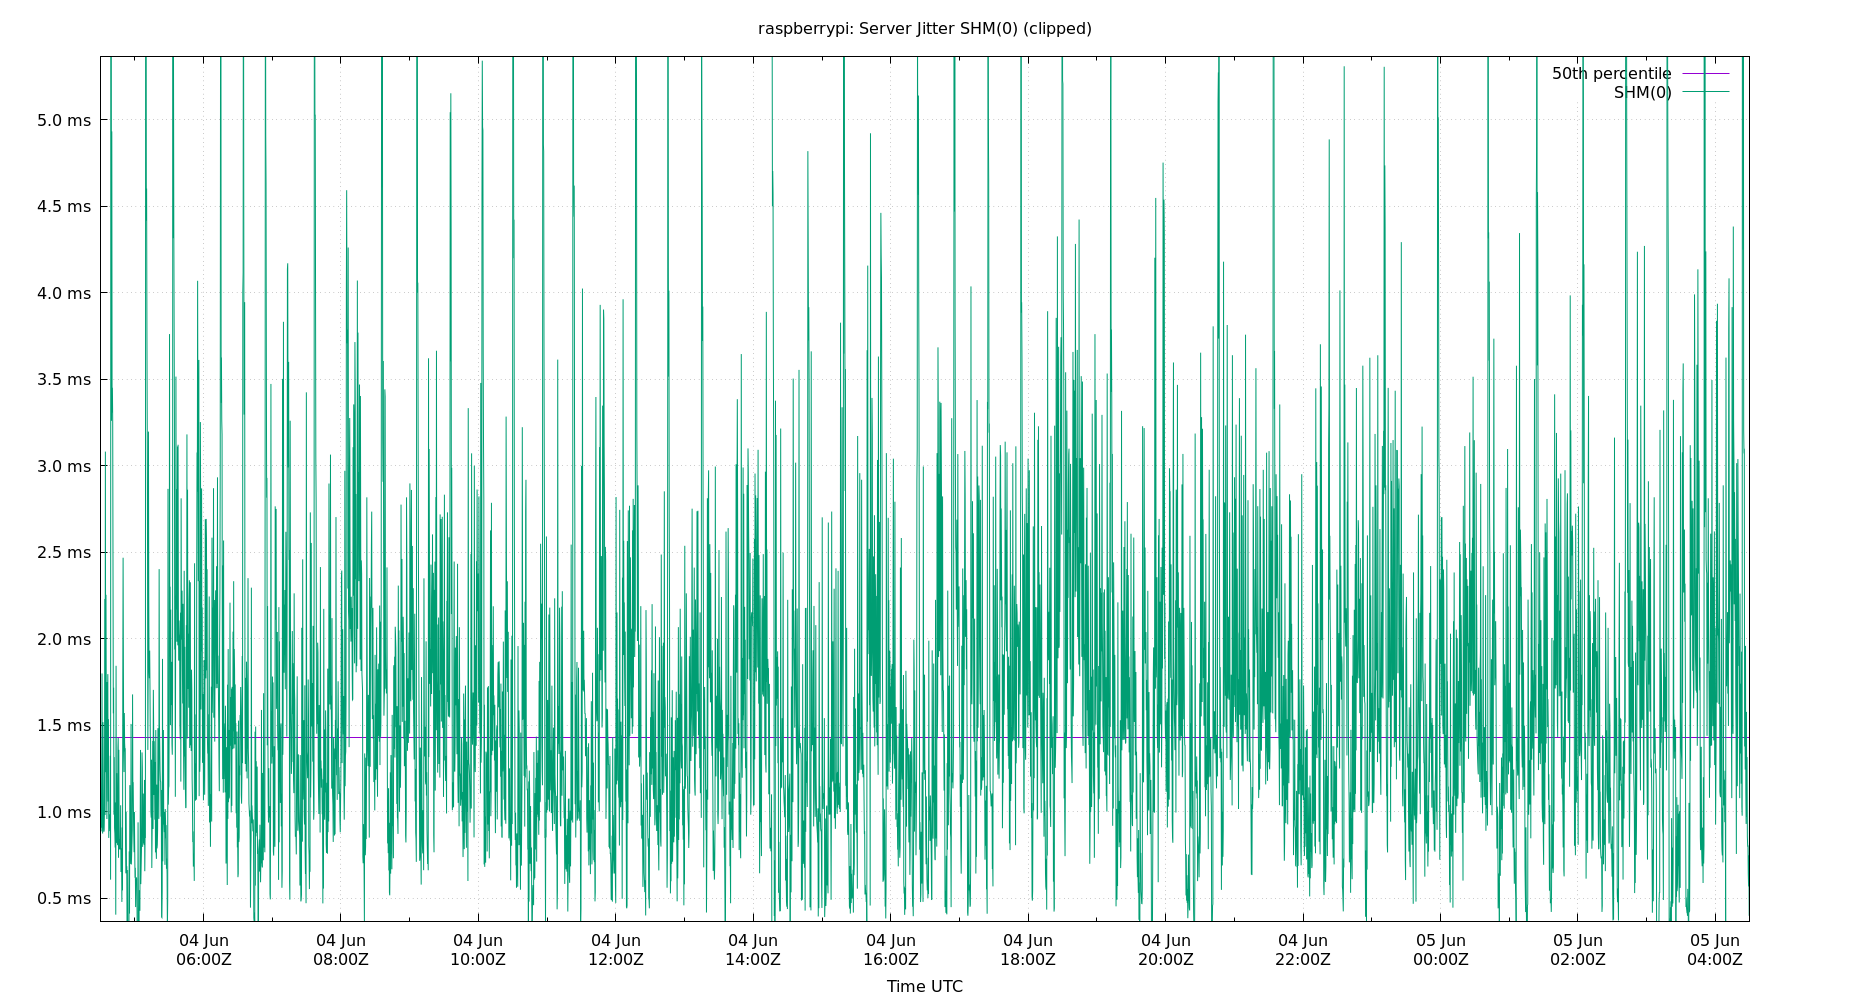 raspberrypi: Server Jitter SHM(0) (clipped)
50th percentile
SHM(0)
5.0 ms
4.5 ms
4.0 ms
3.5 ms
3.0 ms
2.5 ms
2.0 ms
1.5 ms
1.0 ms
0.5 ms
04 Jun 04 Jun 04 Jun 04 Jun 04 Jun 04 Jun 04 Jun 04 Jun 04 Jun 05 Jun 05 Jun 05 Jun
06:00Z 08:00Z 10:00Z 12:00Z 14:00Z 16:00Z 18:00Z 20:00Z 22:00Z 00:00Z 02:00Z 04:00Z
Time UTC